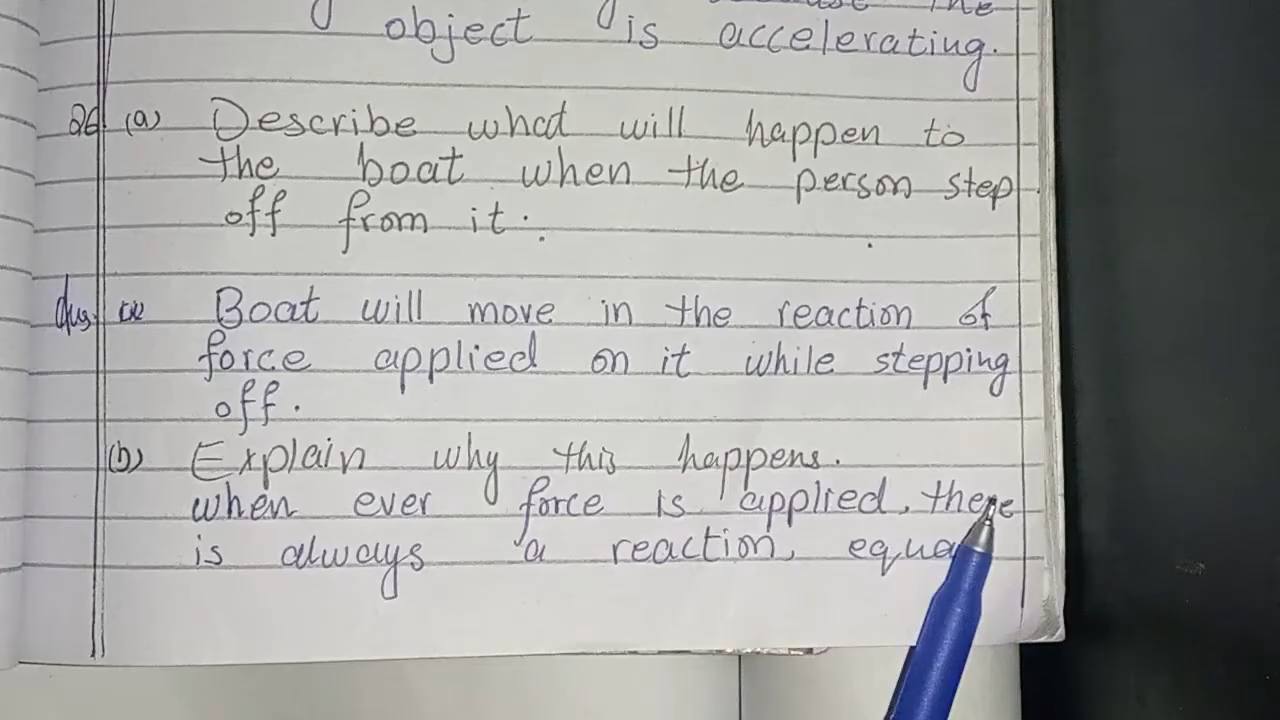 the
object is accelerating.
(a) Describe what will happen to
the boat when the person step
off from it.
Ans. Boat will move in the reaction of
force applied on it while stepping
off.
(b) Explain why this happens.
when ever force is applied, there
is always a reaction, equa